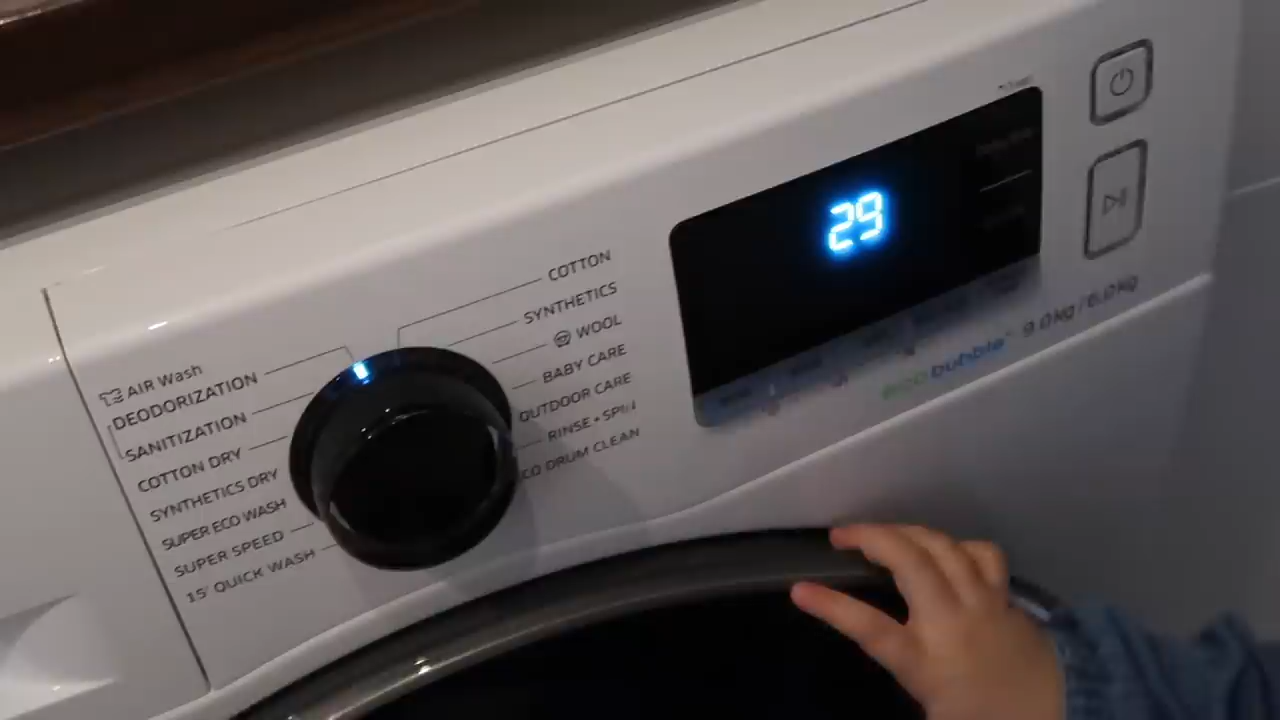 AIR Wash
DEODORIZATION
SANITIZATION
COTTON DRY
SYNTHETICS DRY
SUPER ECO WASH
SUPER SPEED
15' QUICK WASH
COTTON
SYNTHETICS
WOOL
BABY CARE
OUTDOOR CARE
RINSE+SPIN
ECO DRUM CLEAN
29
ecobubble™ 9.0kg / 6.0kg